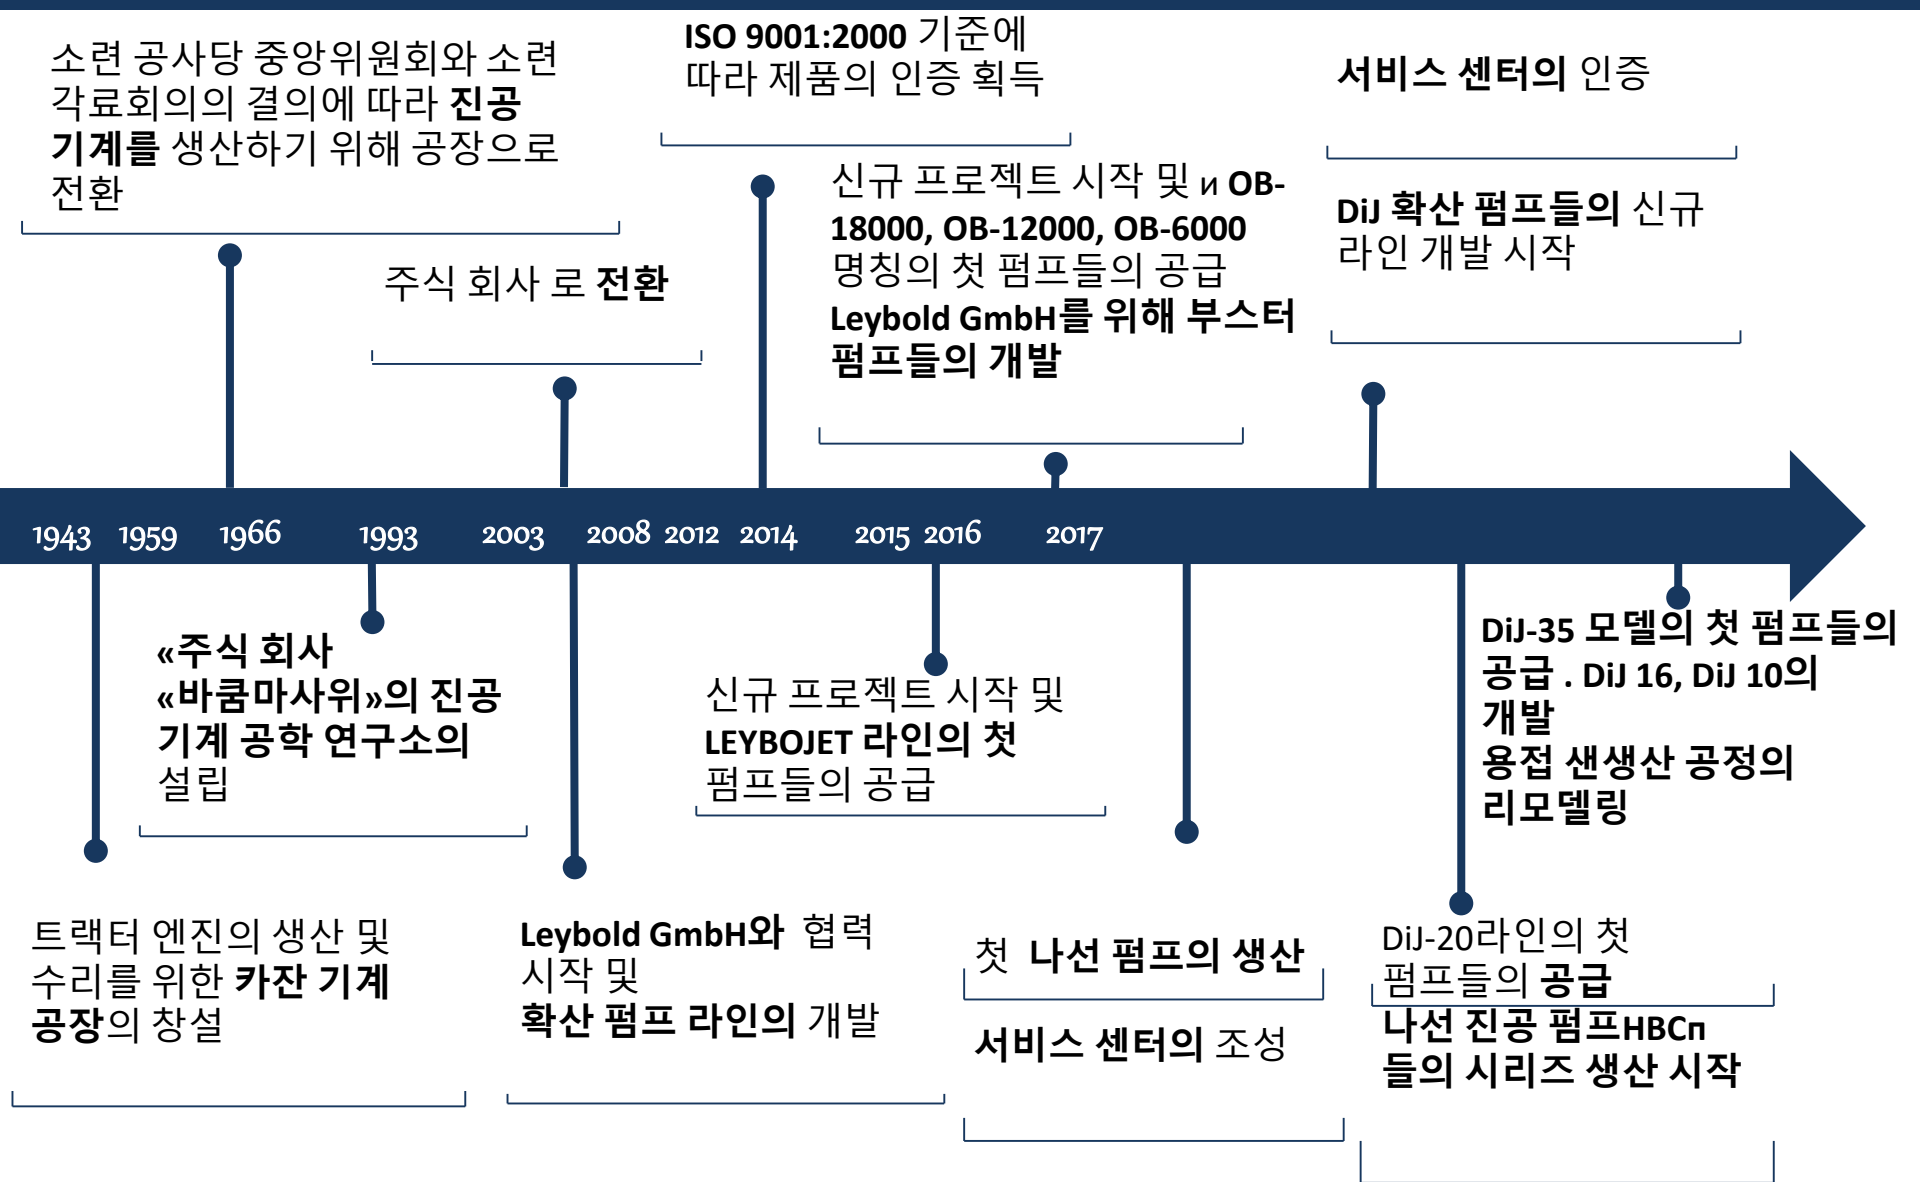 소련 공사당 중앙위원회와 소련
각료회의의 결의에 따라 진공
기계를 생산하기 위해 공장으로
전환
주식 회사 로 전환
ISO 9001:2000 기준에
따라 제품의 인증 획득
신규 프로젝트 시작 및 и OB-
18000, OB-12000, OB-6000
명칭의 첫 펌프들의 공급
Leybold GmbH를 위해 부스터
펌프들의 개발
서비스 센터의 인증
DiJ 확산 펌프들의 신규
라인 개발 시작
1943 1959 1966 1993 2003 2008 2012 2014 2015 2016 2017
«주식 회사
«바쿰마사위»의 진공
기계 공학 연구소의
설립
신규 프로젝트 시작 및
LEYBOJET 라인의 첫
펌프들의 공급
DiJ-35 모델의 첫 펌프들의
공급 . DiJ 16, DiJ 10의
개발
용접 샌생산 공정의
리모델링
트랙터 엔진의 생산 및
수리를 위한 카잔 기계
공장의 창설
Leybold GmbH와 협력
시작 및
확산 펌프 라인의 개발
첫 나선 펌프의 생산
서비스 센터의 조성
DiJ-20라인의 첫
펌프들의 공급
나선 진공 펌프НВСп
들의 시리즈 생산 시작